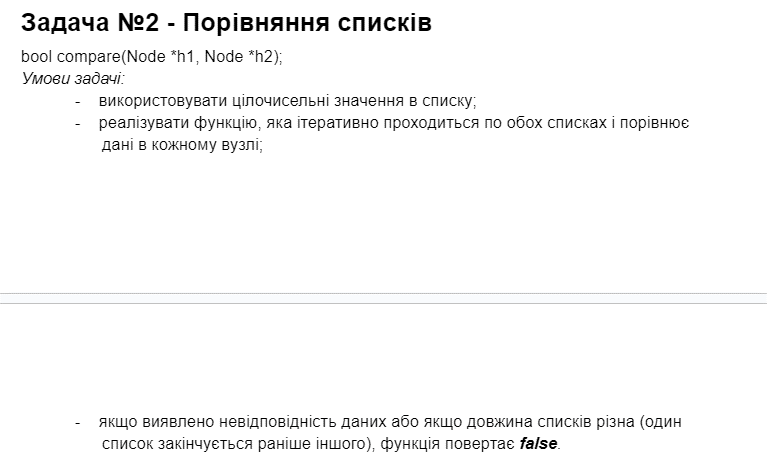 Задача №2 - Порівняння списків
bool compare(Node *h1, Node *h2);
Умови задачі:
- використовувати цілочисельні значення в списку;
- реалізувати функцію, яка ітеративно проходиться по обох списках і порівнює
дані в кожному вузлі;
- якщо виявлено невідповідність даних або якщо довжина списків різна (один
список закінчується раніше іншого), функція повертає false.